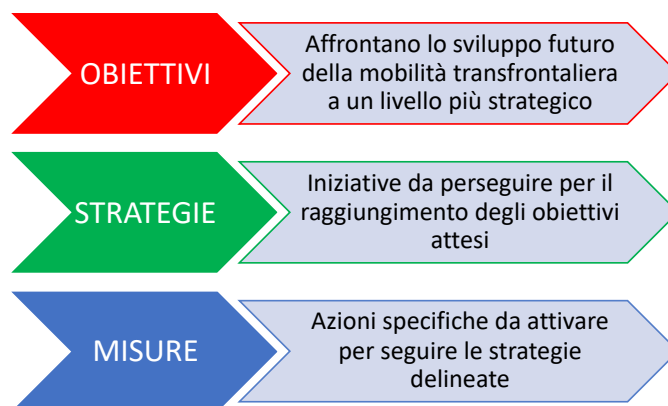 OBIETTIVI
Affrontano lo sviluppo futuro
della mobilità transfrontaliera
a un livello più strategico
STRATEGIE
Iniziative da perseguire per il
raggiungimento degli obiettivi
attesi
MISURE
Azioni specifiche da attivare
per seguire le strategie
delineate